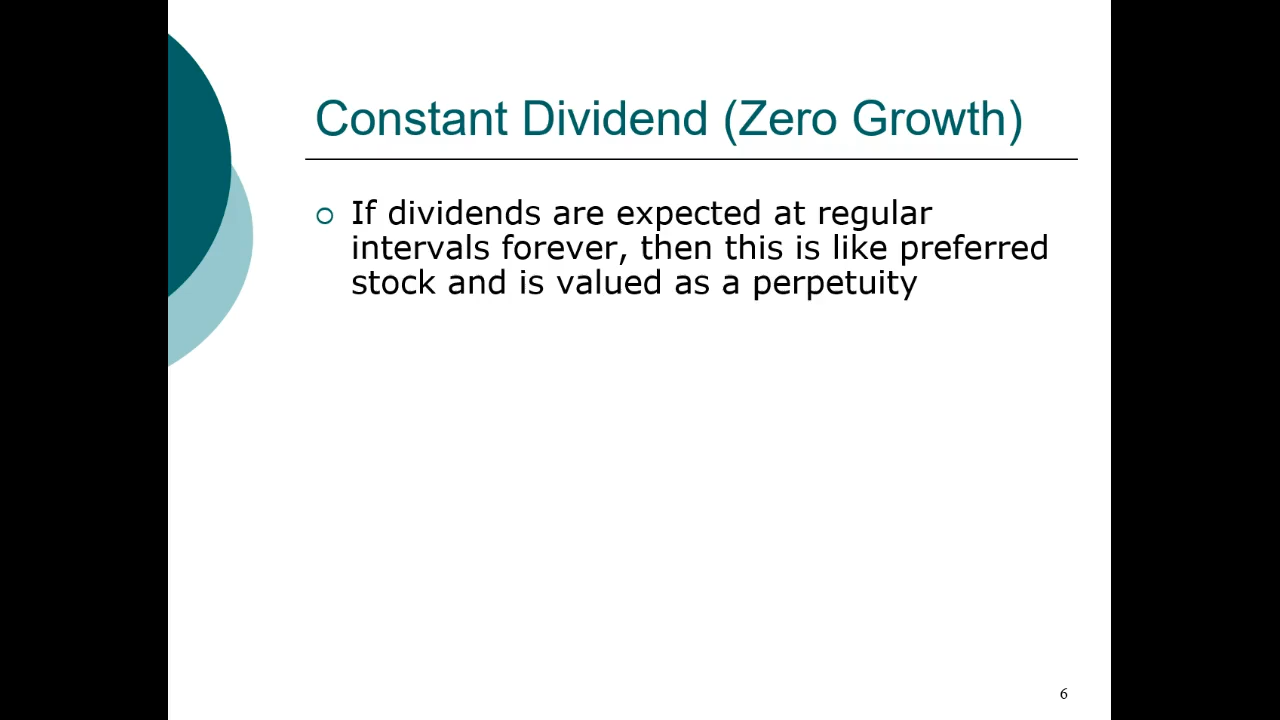 Constant Dividend (Zero Growth)
If dividends are expected at regular
intervals forever, then this is like preferred
stock and is valued as a perpetuity
6